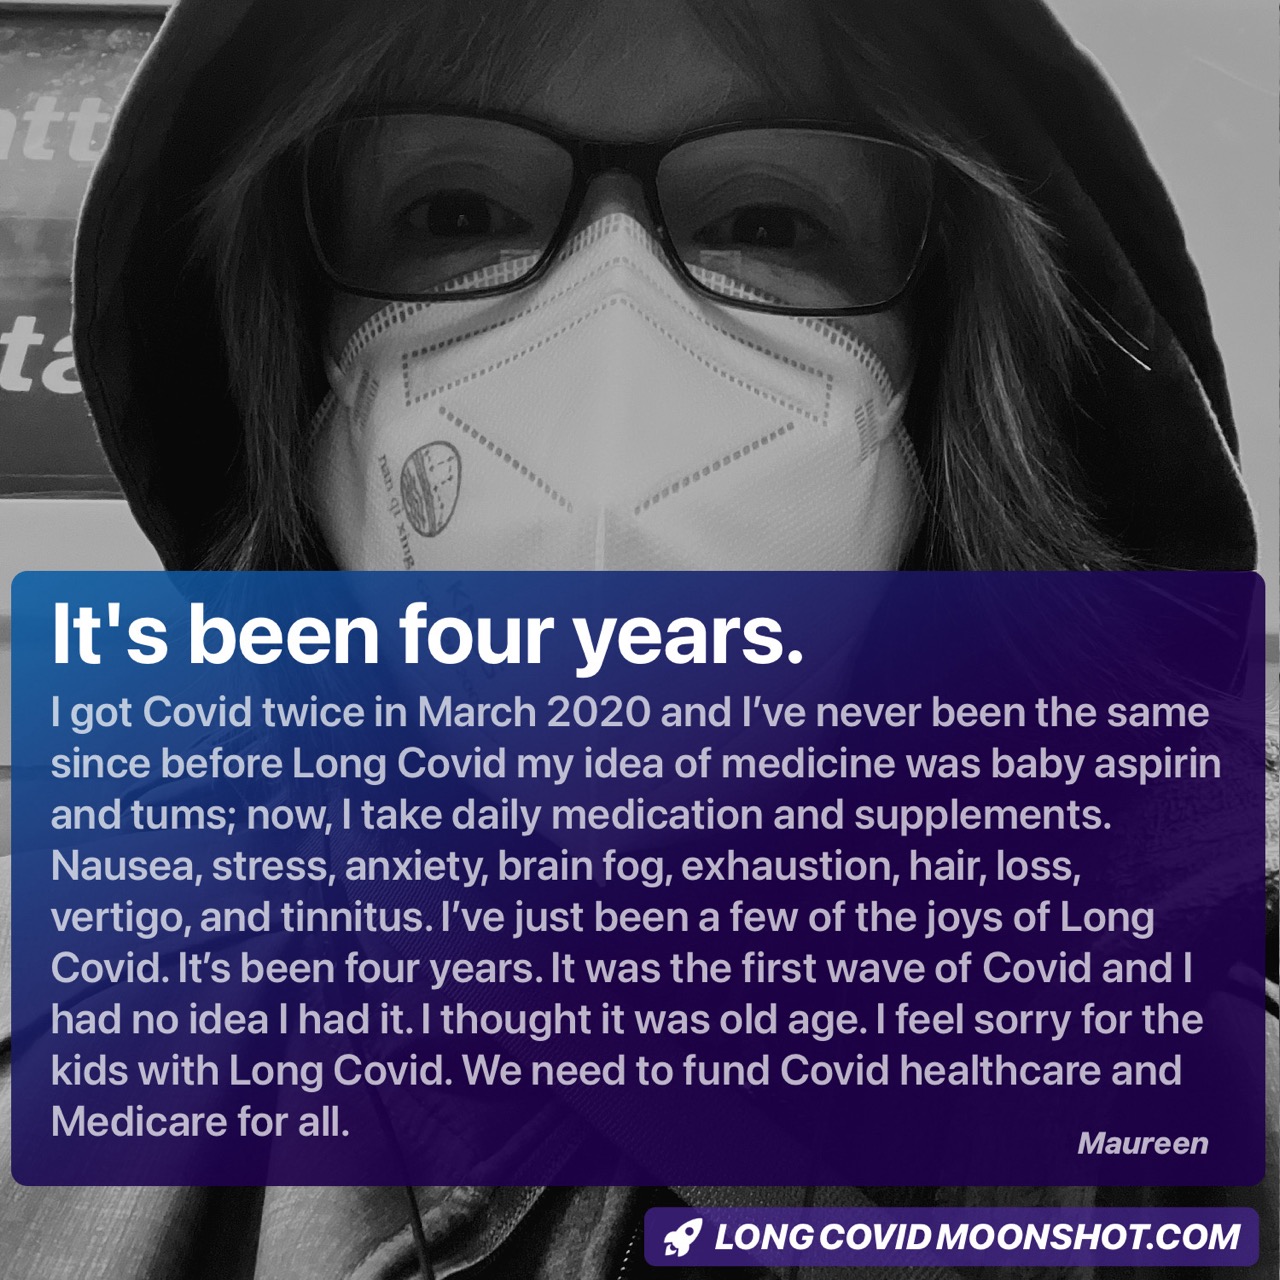 att
ta
nan qi xing
It's been four years.
I got Covid twice in March 2020 and I’ve never been the same
since before Long Covid my idea of medicine was baby aspirin
and tums; now, I take daily medication and supplements.
Nausea, stress, anxiety, brain fog, exhaustion, hair, loss,
vertigo, and tinnitus. I’ve just been a few of the joys of Long
Covid. It’s been four years. It was the first wave of Covid and I
had no idea I had it. I thought it was old age. I feel sorry for the
kids with Long Covid. We need to fund Covid healthcare and
Medicare for all.
Maureen
LONG COVID MOONSHOT.COM